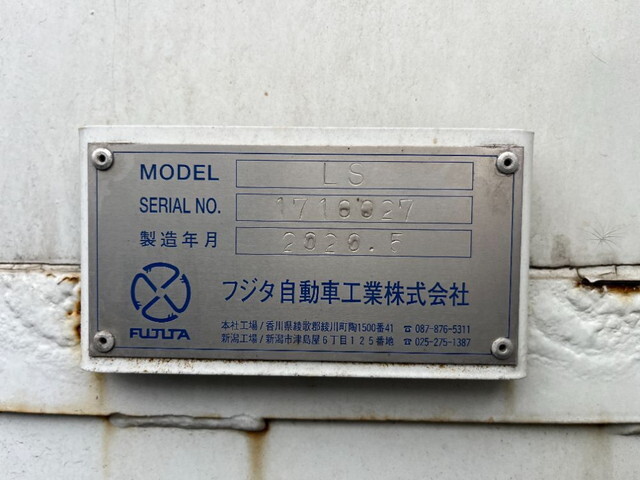 MODEL LS
SERIAL NO. 1716027
製造年月 2020.5
フジタ自動車工業株式会社
FUJITA
本社工場/香川県綾歌郡綾川町陶1500番41 ☎087-876-5311
新潟工場/新潟市津島屋6丁目125番地 ☎025-275-1387